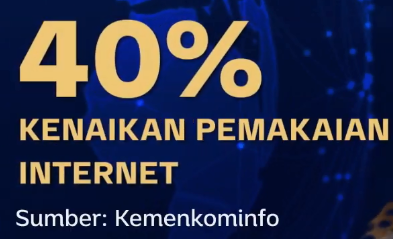 40%
KENAIKAN PEMAKAIAN
INTERNET
Sumber: Kemenkominfo